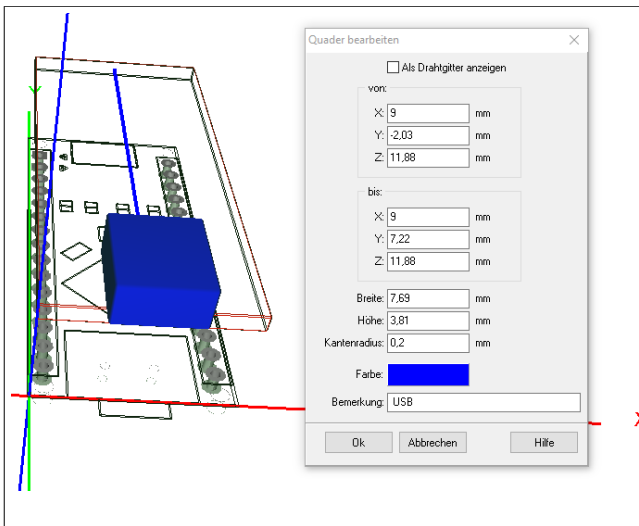 Quader bearbeiten
Als Drahtgitter anzeigen
von:
X: 9 mm
Y: -2,03 mm
Z: 11,88 mm
bis:
X: 9 mm
Y: 7,22 mm
Z: 11,88 mm
Breite: 7,69 mm
Höhe: 3,81 mm
Kantenradius: 0,2 mm
Farbe:
Bemerkung: USB
Ok Abbrechen Hilfe
Y
X